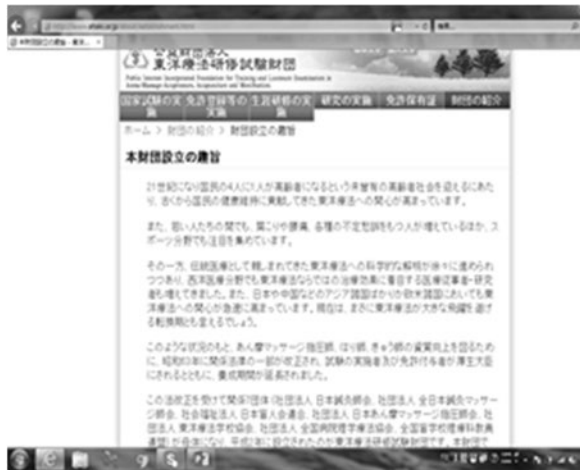 公益財団法人
東洋療法研修試験財団
国家試験の実施 免許登録等の実施 生涯研修の実施 研究の実施 免許保有証 財団の紹介
ホーム > 財団の紹介 > 財団設立の趣旨
本財団設立の趣旨
21世紀になり国民の4人に1人が高齢者になるという未曾有の高齢者社会を迎えるにあた
り、古くから国民の健康維持に貢献してきた東洋療法への関心が高まっています。
また、若い人たちの間でも、肩こりや腰痛、各種の不定愁訴をもつ人が増えているほか、ス
ポーツ分野でも注目を集めています。
その一方、伝統医療として親しまれてきた東洋療法への科学的な解明が徐々に進められ
つつあり、西洋医療分野でも東洋療法ならではの治療効果に着目する医療従事者・研究
者も増えてきました。また、日本や中国などのアジア諸国ばかりか欧米諸国においても東
洋療法への関心が急速に高まっています。現在は、まさに東洋療法が大きな飛躍を遂げ
る転換期とも言えるでしょう。
このような状況のもと、あん摩マッサージ指圧師、はり師、きゅう師の資質向上を図るため
に、昭和63年に関係法律の一部が改正され、試験の実施者及び免許付与者が厚生大臣
にされるとともに、養成期間が延長されました。
この法改正を受けて関係7団体(社団法人 日本鍼灸師会、社団法人 全日本鍼灸マッサー
ジ師会、社会福祉法人 日本盲人会連合、社団法人 日本あん摩マッサージ指圧師会、社
団法人 東洋療法学校協会、社団法人 全国病院理学療法協会、全国盲学校理療科教員
連盟)が母体になり、平成2年に設立されたのが東洋療法研修試験財団です。本財団で